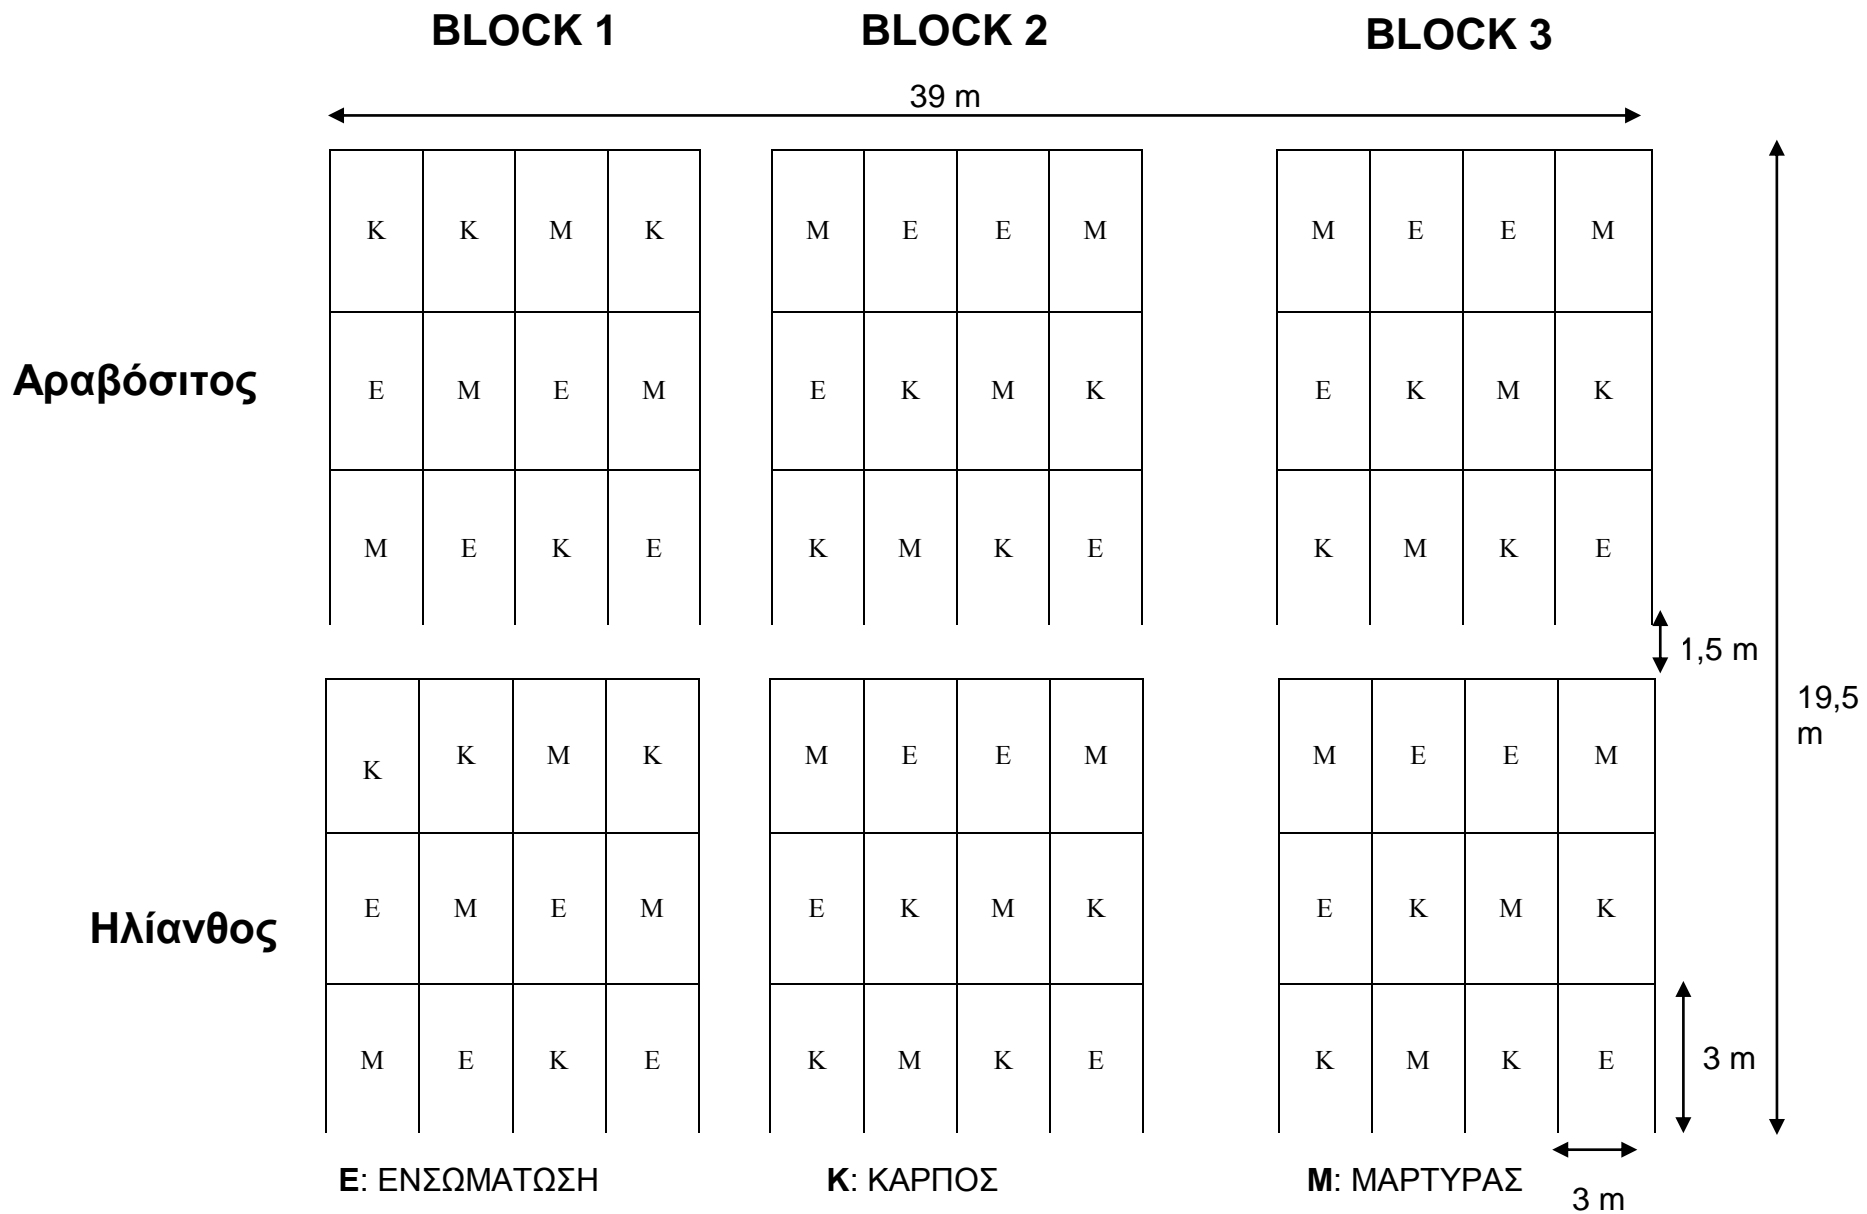 BLOCK 1 BLOCK 2 BLOCK 3
39 m
Κ Κ Μ Κ Μ Ε Ε Μ Μ Ε Ε Μ
Αραβόσιτος
Ε Μ Ε Μ Ε Κ Μ Κ Ε Κ Μ Κ
Μ Ε Κ Ε Κ Μ Κ Ε Κ Μ Κ Ε
1,5 m
19,5
m
Κ Κ Μ Κ Μ Ε Ε Μ Μ Ε Ε Μ
Ηλίανθος
Ε Μ Ε Μ Ε Κ Μ Κ Ε Κ Μ Κ
Μ Ε Κ Ε Κ Μ Κ Ε Κ Μ Κ Ε
3 m
Ε: ΕΝΣΩΜΑΤΩΣΗ Κ: ΚΑΡΠΟΣ Μ: ΜΑΡΤΥΡΑΣ
3 m